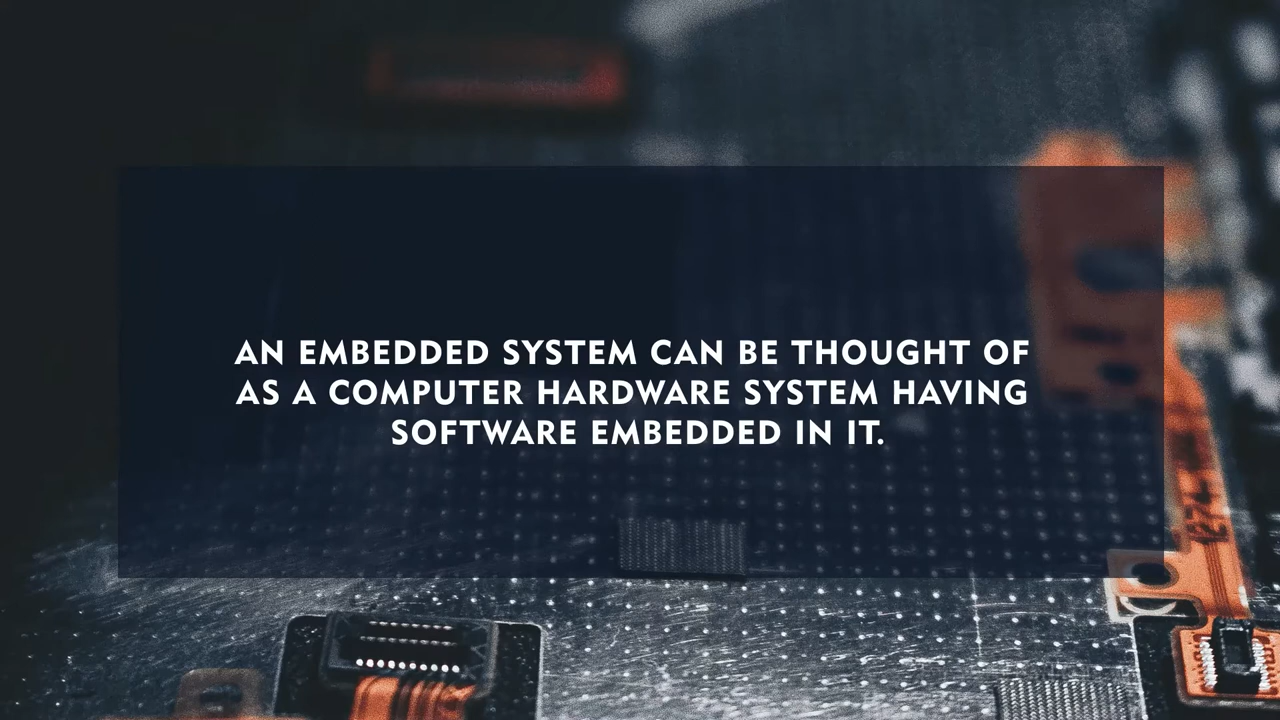 AN EMBEDDED SYSTEM CAN BE THOUGHT OF
AS A COMPUTER HARDWARE SYSTEM HAVING
SOFTWARE EMBEDDED IN IT.